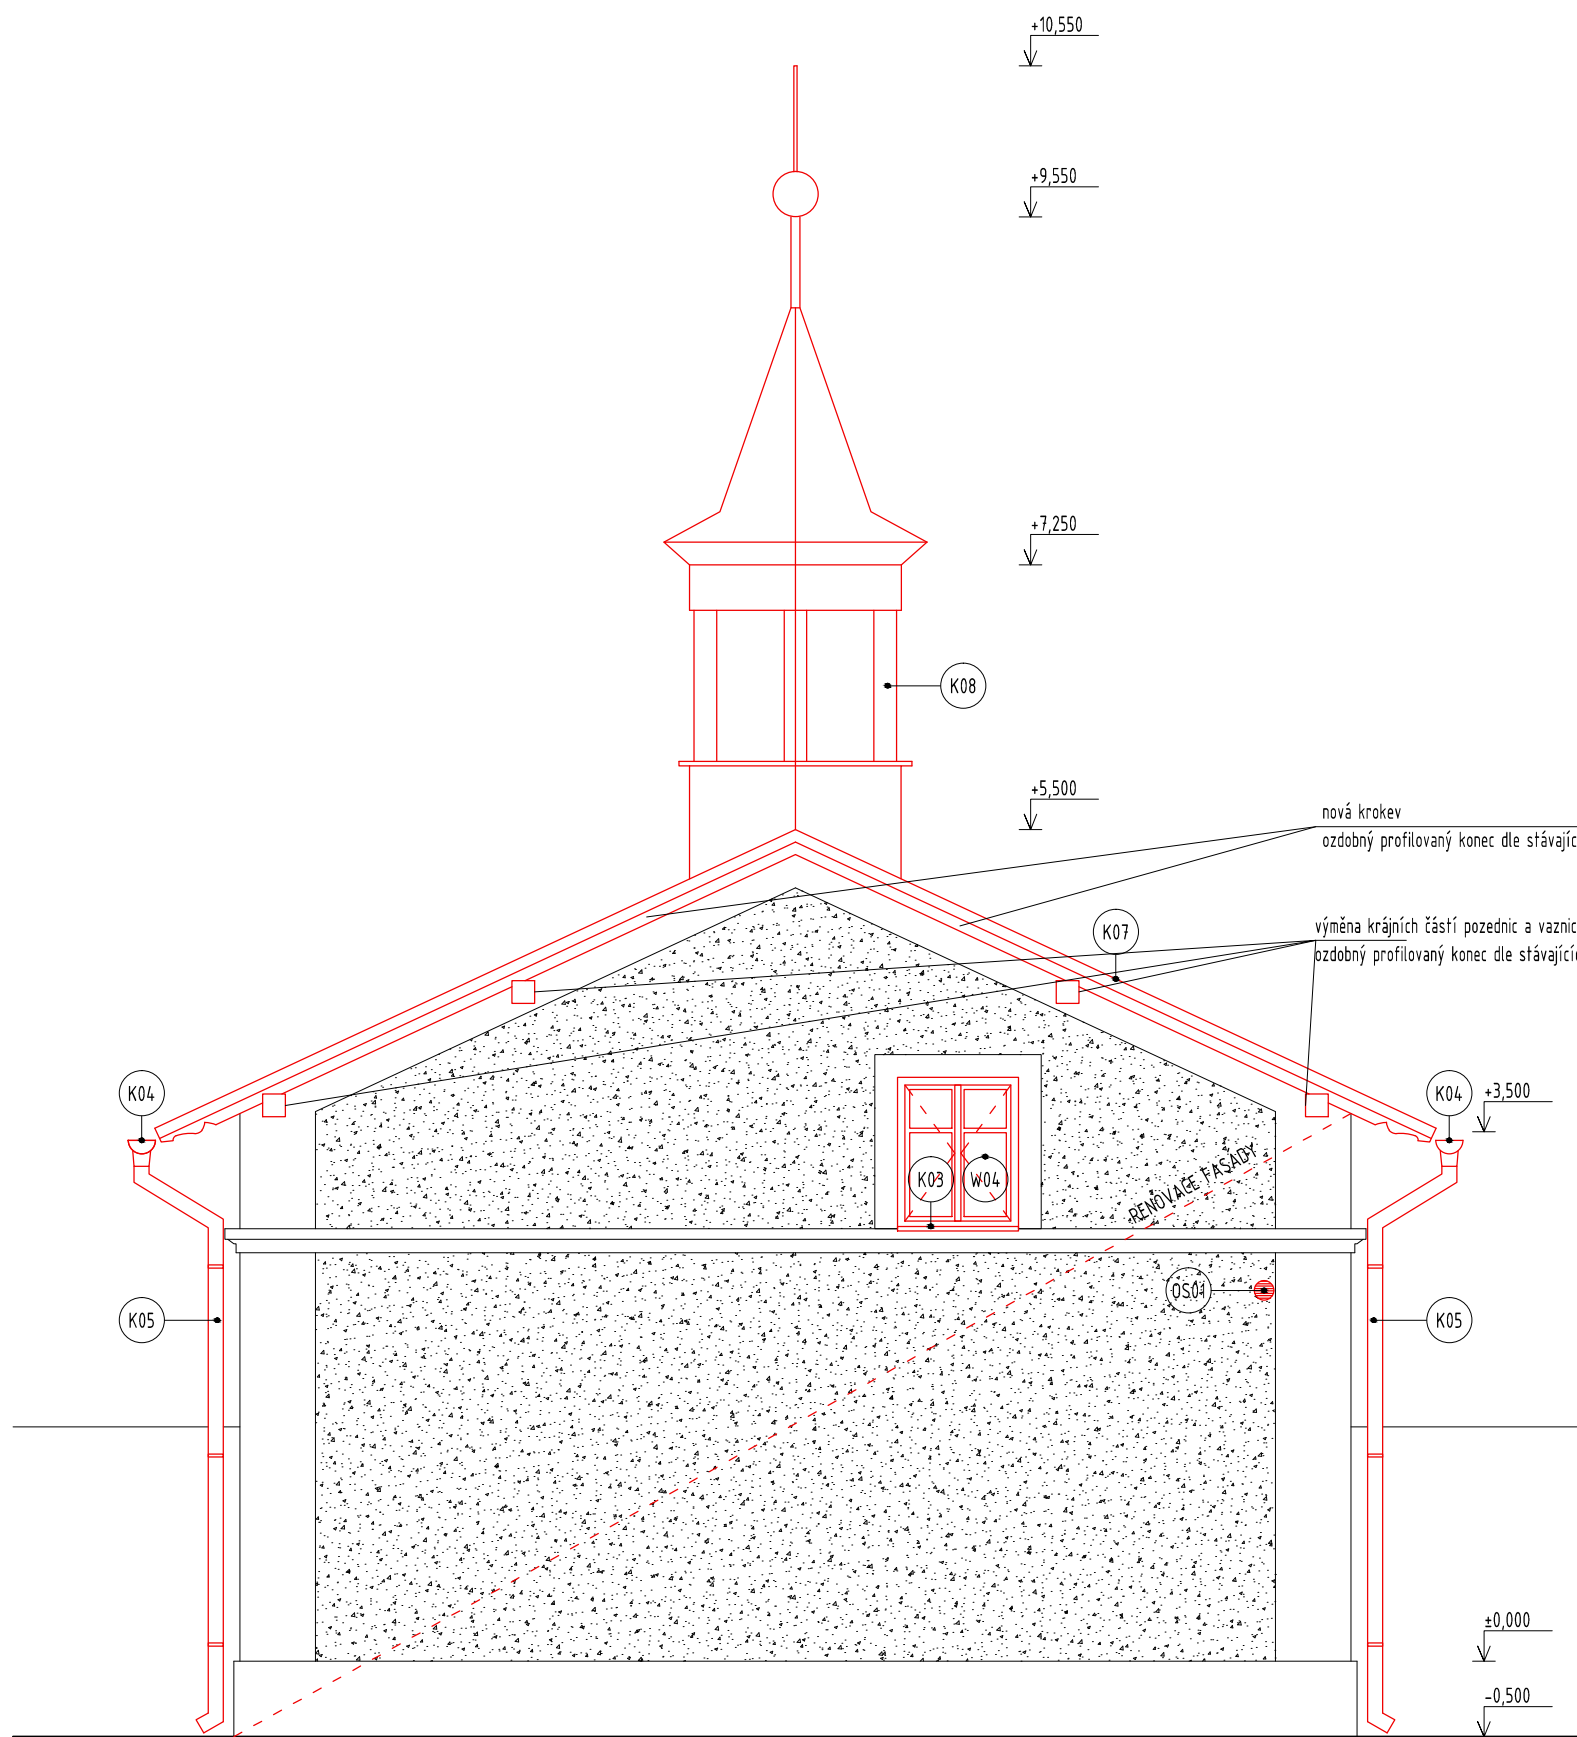 +10,550
+9,550
+7,250
K08
+5,500
nová krokev
ozdobný profilovaný konec dle stávajíc
K07
výměna krájních částí pozednic a vaznic
ozdobný profilovaný konec dle stávajíc
K04
K04
+3,500
K03
W04
RENOVACE FASÁDY
OS01
K05
K05
±0,000
-0,500